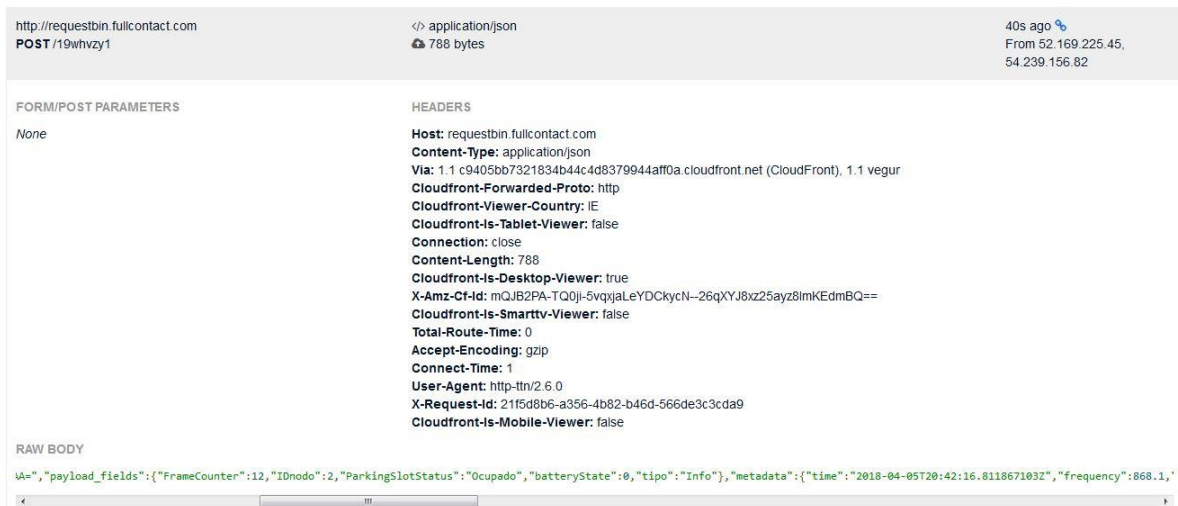 http://requestbin.fullcontact.com
POST /19whvzy1
</> application/json
788 bytes
40s ago
From 52.169.225.45,
54.239.156.82
FORM/POST PARAMETERS
None
HEADERS
Host: requestbin.fullcontact.com
Content-Type: application/json
Via: 1.1 c9405bb7321834b44c4d8379944aff0a.cloudfront.net (CloudFront), 1.1 vegur
Cloudfront-Forwarded-Proto: http
Cloudfront-Viewer-Country: IE
Cloudfront-Is-Tablet-Viewer: false
Connection: close
Content-Length: 788
Cloudfront-Is-Desktop-Viewer: true
X-Amz-Cf-Id: mQJB2PA-TQ0ji-5vqxjaLeYDCkycN--26qXYJ8xz25ayz8lmKEdmBQ==
Cloudfront-Is-Smarttv-Viewer: false
Total-Route-Time: 0
Accept-Encoding: gzip
Connect-Time: 1
User-Agent: http-ttn/2.6.0
X-Request-Id: 21f5d8b6-a356-4b82-b46d-566de3c3cda9
Cloudfront-Is-Mobile-Viewer: false
RAW BODY
A=","payload_fields":{"FrameCounter":12,"IDnodo":2,"ParkingSlotStatus":"Ocupado","batteryState":0,"tipo":"Info"},"metadata":{"time":"2018-04-05T20:42:16.811867103Z","frequency":868.1,"